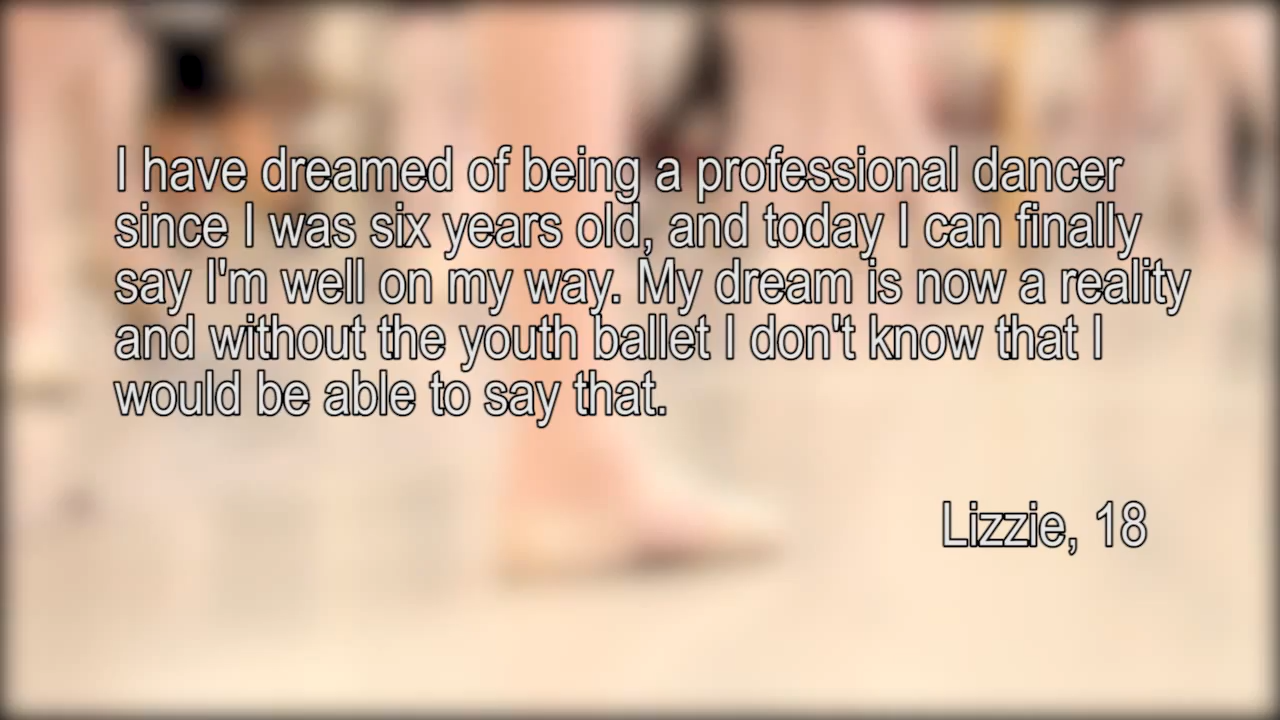 I have dreamed of being a professional dancer
since I was six years old, and today I can finally
say I'm well on my way. My dream is now a reality
and without the youth ballet I don't know that I
would be able to say that.
Lizzie, 18